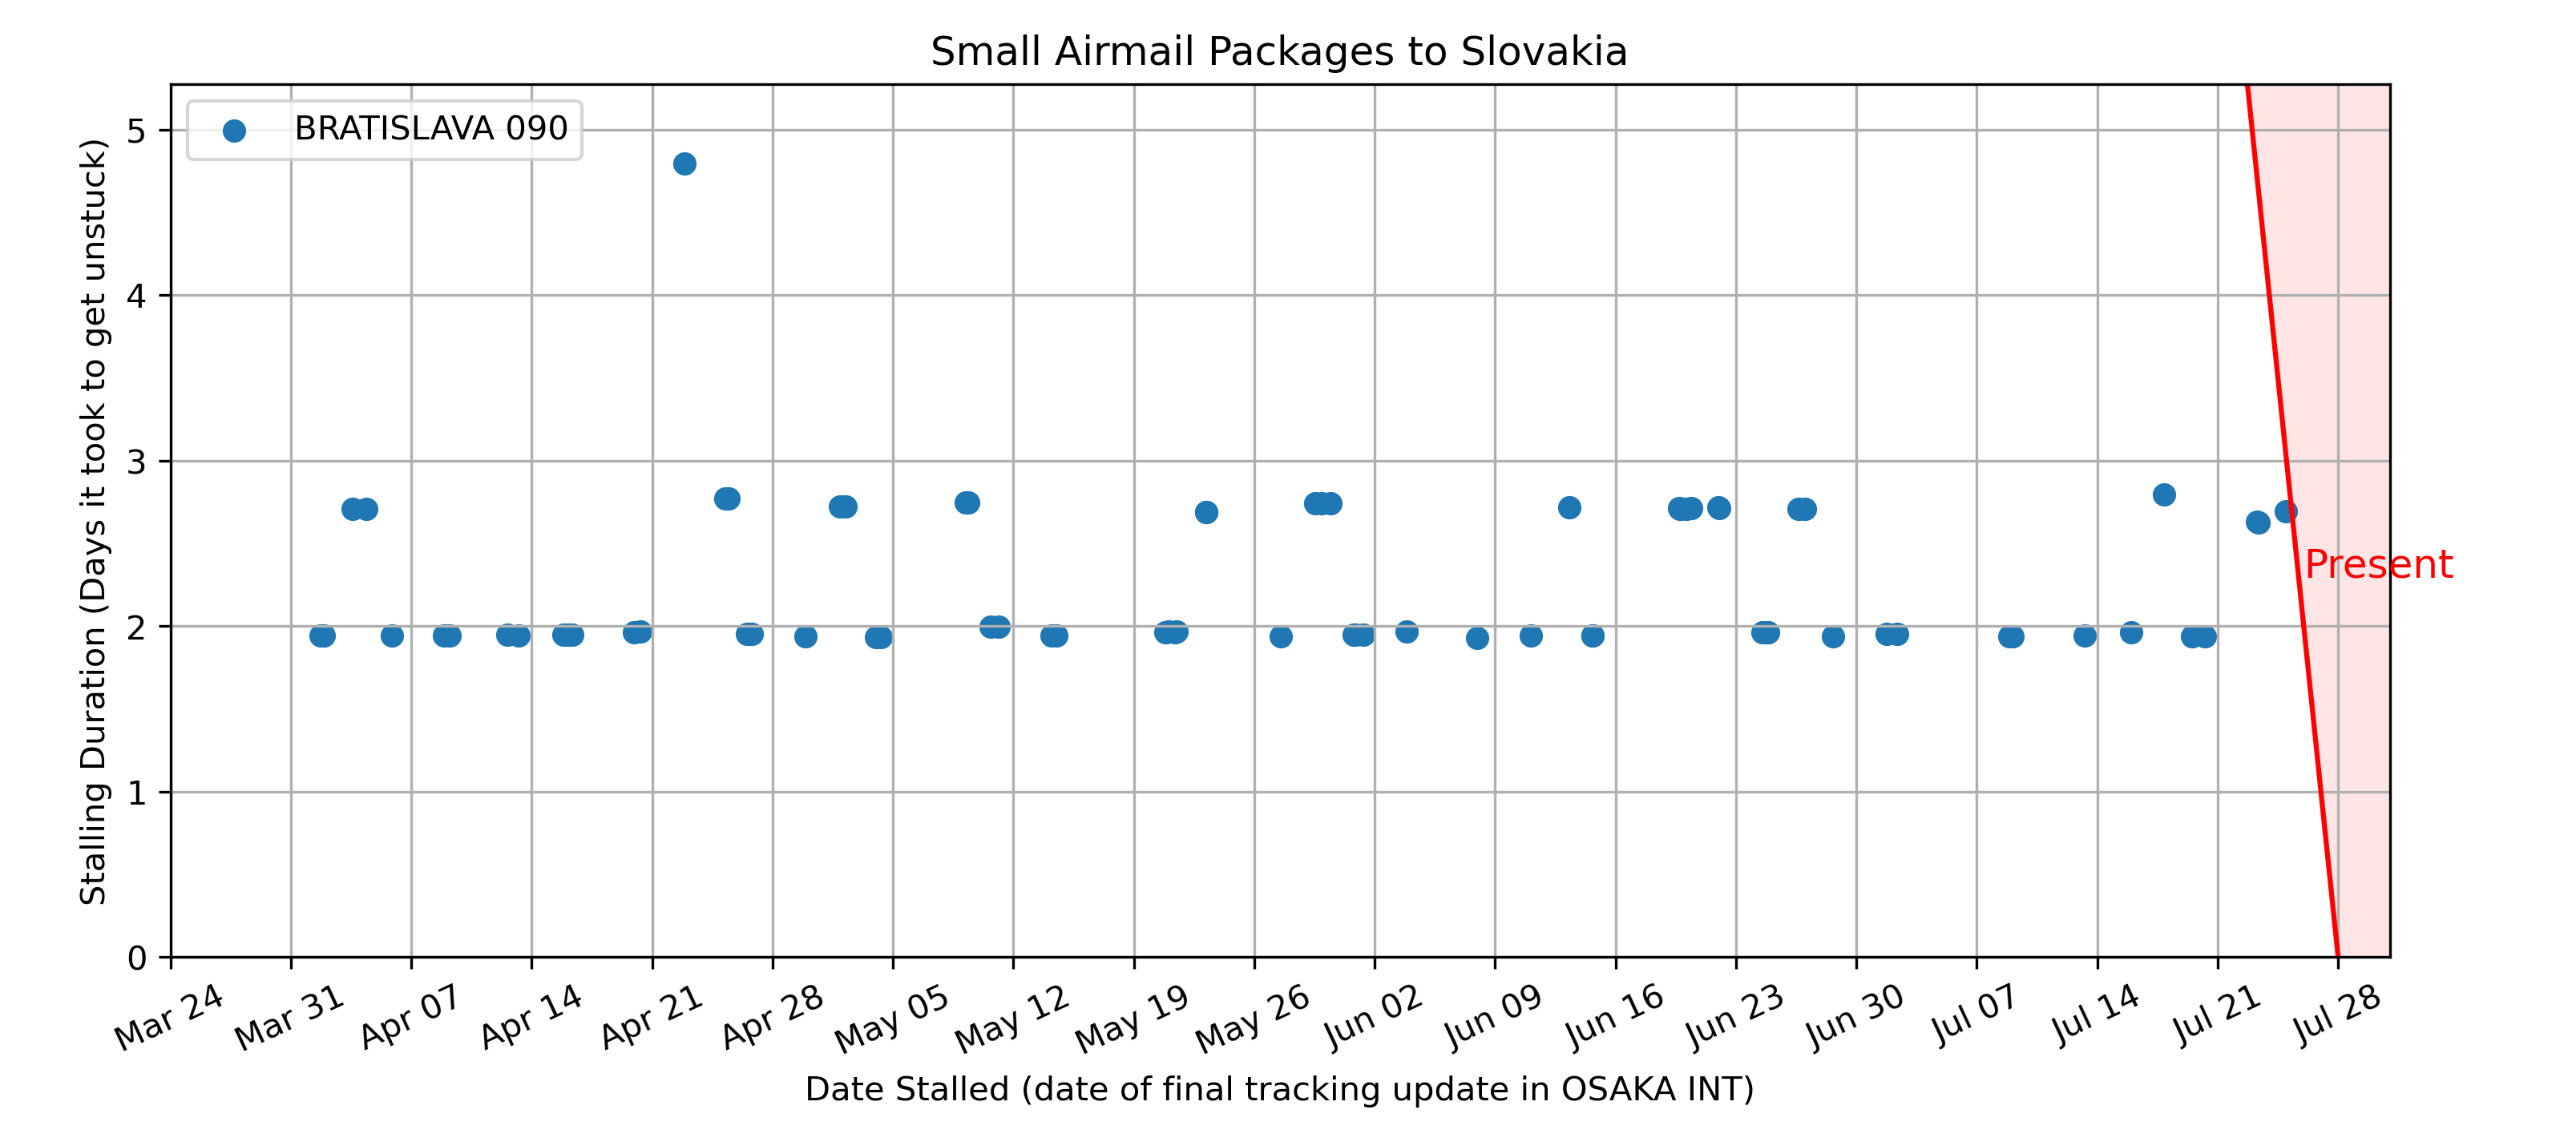 Small Airmail Packages to Slovakia
BRATISLAVA 090
Stalling Duration (Days it took to get unstuck)
5
4
3
2
1
0
Present
Mar 24
Mar 31
Apr 07
Apr 14
Apr 21
Apr 28
May 05
May 12
May 19
May 26
Jun 02
Jun 09
Jun 16
Jun 23
Jun 30
Jul 07
Jul 14
Jul 21
Jul 28
Date Stalled (date of final tracking update in OSAKA INT)